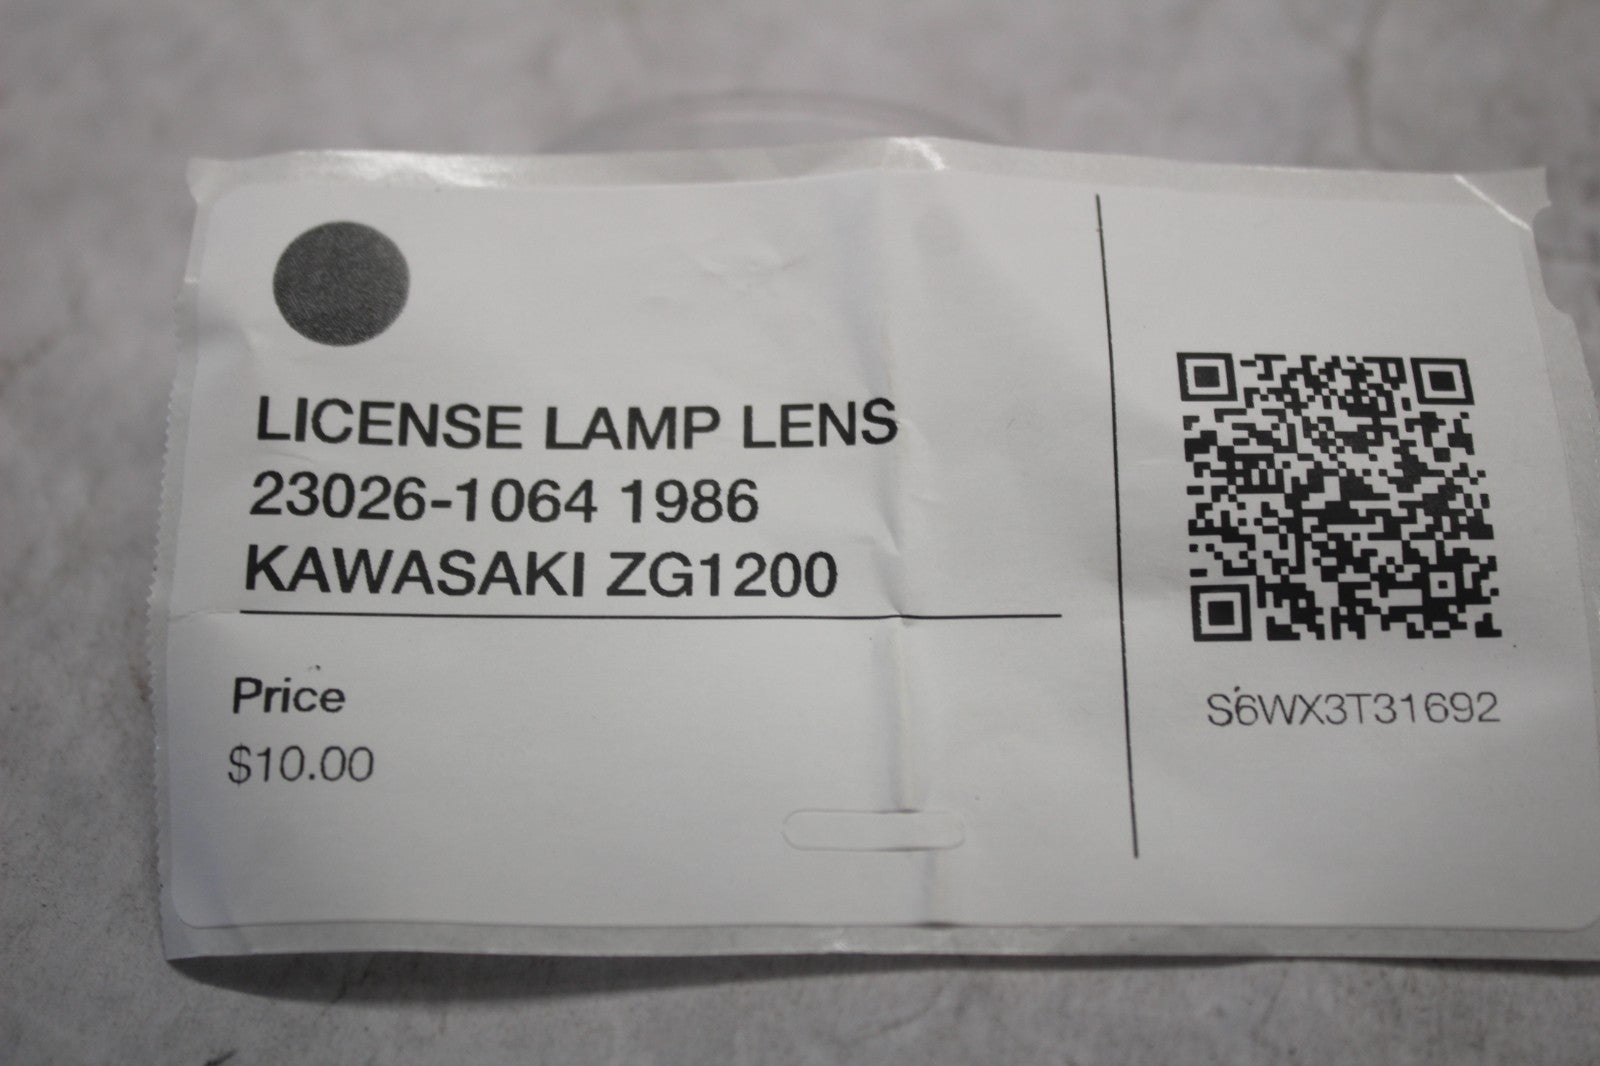 LICENSE LAMP LENS
23026-1064 1986
KAWASAKI ZG1200
Price
$10.00
S6WX3T31692